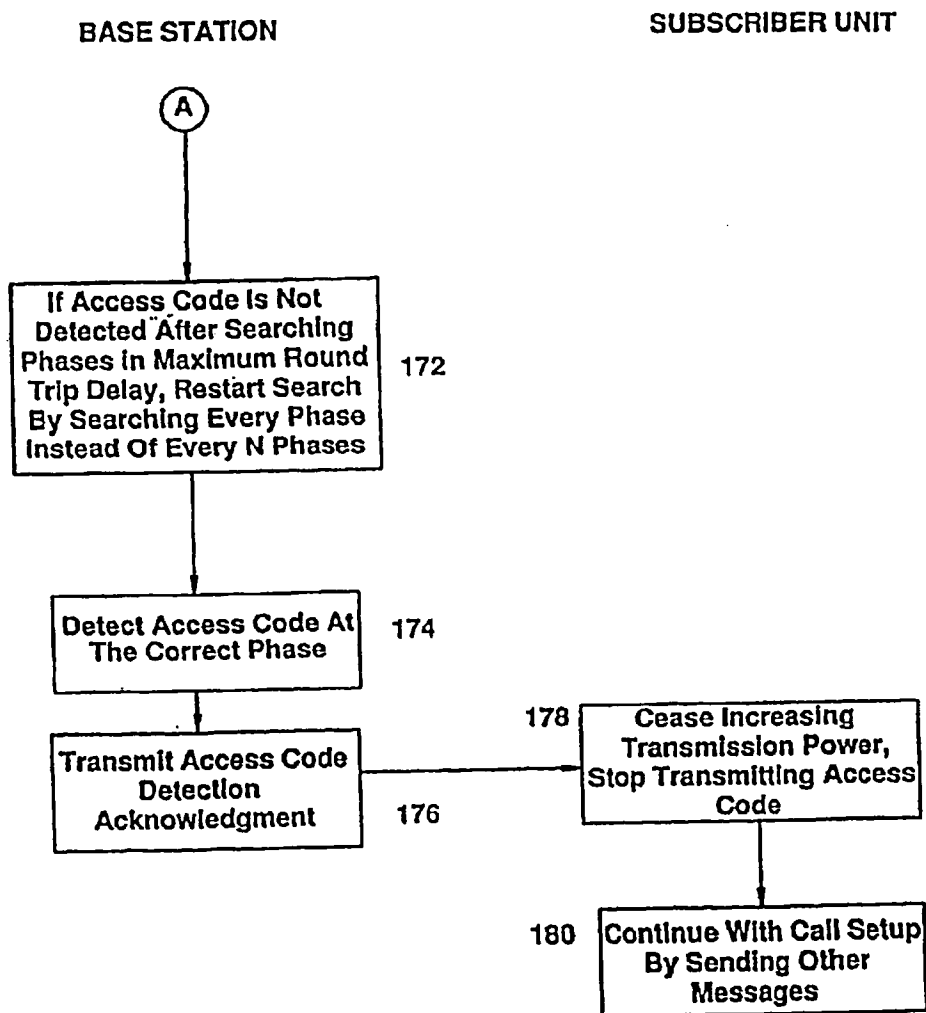 BASE STATION
SUBSCRIBER UNIT
A
If Access Code Is Not
Detected After Searching
Phases In Maximum Round
Trip Delay, Restart Search
By Searching Every Phase
Instead Of Every N Phases
172
Detect Access Code At
The Correct Phase
174
Transmit Access Code
Detection
Acknowledgment
176
178
Cease Increasing
Transmission Power,
Stop Transmitting Access
Code
180
Continue With Call Setup
By Sending Other
Messages